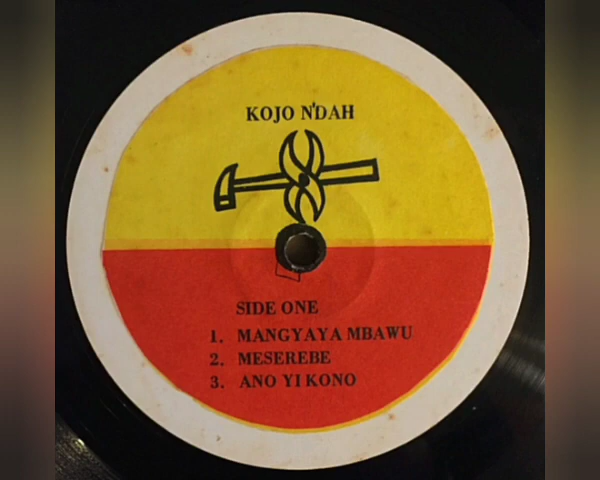 KOJO N'DAH
SIDE ONE
1. MANGYAYA MBAWU
2. MESEREBE
3. ANO YI KONO